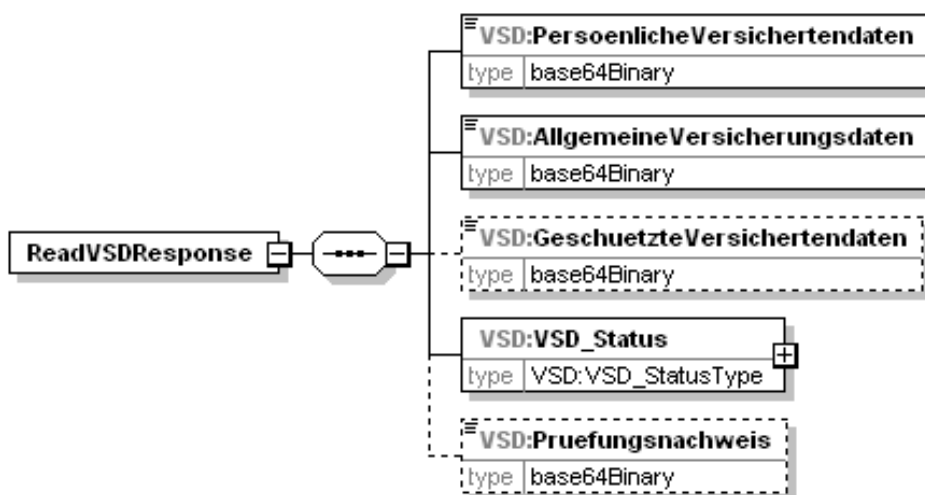 VSD:PersoenlicheVersichertendaten
type base64Binary
VSD:AllgemeineVersicherungsdaten
type base64Binary
VSD:GeschuetzteVersichertendaten
type base64Binary
ReadVSDResponse
VSD:VSD_Status
type VSD:VSD_StatusType
VSD:Pruefungsnachweis
type base64Binary